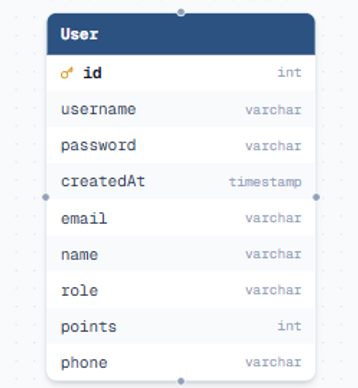 User
id int
username varchar
password varchar
createdAt timestamp
email varchar
name varchar
role varchar
points int
phone varchar